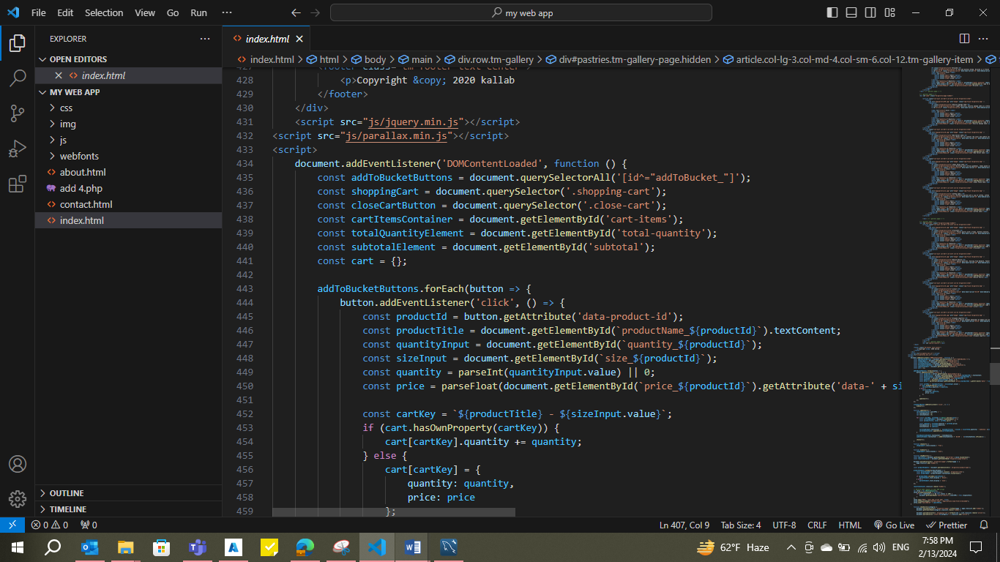 File Edit Selection View Go Run ··· my web app
EXPLORER ···
OPEN EDITORS
index.html
MY WEB APP
css
img
js
webfonts
about.html
add 4.php
contact.html
index.html
OUTLINE
TIMELINE
index.html
index.html > html > body > main > div.row.tm-gallery > div#pastries.tm-gallery-page.hidden > article.col-lg-3.col-md-4.col-sm-6.col-12.tm-gallery-item >
427 <footer class="tm-footer text-center">
428 <p>Copyright &copy; 2020 kallab
429 </footer>
430 </div>
431 <script src="js/jquery.min.js"></script>
432 <script src="js/parallax.min.js"></script>
433 <script>
434 document.addEventListener('DOMContentLoaded', function () {
435 const addToBucketButtons = document.querySelectorAll('[id^="addToBucket_"]');
436 const shoppingCart = document.querySelector('.shopping-cart');
437 const closeCartButton = document.querySelector('.close-cart');
438 const cartItemsContainer = document.getElementById('cart-items');
439 const totalQuantityElement = document.getElementById('total-quantity');
440 const subtotalElement = document.getElementById('subtotal');
441 const cart = {};
442
443 addToBucketButtons.forEach(button => {
444 button.addEventListener('click', () => {
445 const productId = button.getAttribute('data-product-id');
446 const productTitle = document.getElementById(`productName_${productId}`).textContent;
447 const quantityInput = document.getElementById(`quantity_${productId}`);
448 const sizeInput = document.getElementById(`size_${productId}`);
449 const quantity = parseInt(quantityInput.value) || 0;
450 const price = parseFloat(document.getElementById(`price_${productId}`).getAttribute('data-' + si
451
452 const cartKey = `${productTitle} - ${sizeInput.value}`;
453 if (cart.hasOwnProperty(cartKey)) {
454 cart[cartKey].quantity += quantity;
455 } else {
456 cart[cartKey] = {
457 quantity: quantity,
458 price: price
459 };
0 0 0 Ln 407, Col 9 Tab Size: 4 UTF-8 CRLF HTML Go Live Prettier
62°F Haze ENG 7:58 PM
2/13/2024